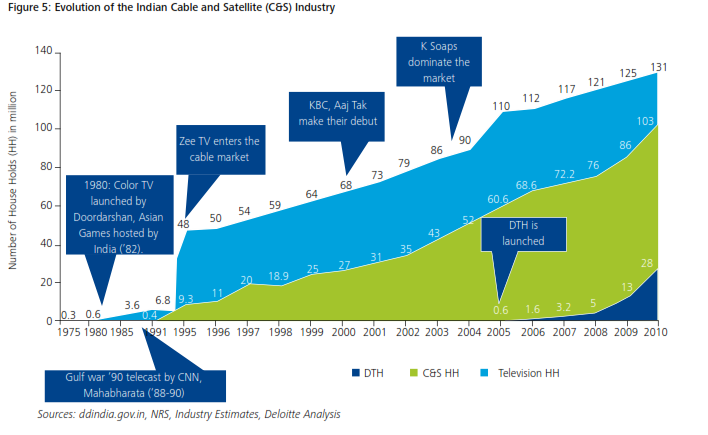 Figure 5: Evolution of the Indian Cable and Satellite (C&S) Industry
Number of House Holds (HH) in million
140
120
100
80
60
40
20
0
K Soaps
dominate the
market
KBC, Aaj Tak
make their debut
Zee TV enters the
cable market
1980: Color TV
launched by
Doordarshan, Asian
Games hosted by
India ('82).
DTH is
launched
0.3 0.6 3.6 6.8 48 50 54 59 64 68 73 79 86 90 110 112 117 121 125 131
0.4 9.3 11 20 18.9 25 27 31 35 43 52 60.6 68.6 72.2 76 86 103
0.6 1.6 3.2 5 13 28
1975 1980 1985 1991 1995 1996 1997 1998 1999 2000 2001 2002 2003 2004 2005 2006 2007 2008 2009 2010
Gulf war '90 telecast by CNN,
Mahabharata ('88-90)
DTH C&S HH Television HH
Sources: ddindia.gov.in, NRS, Industry Estimates, Deloitte Analysis